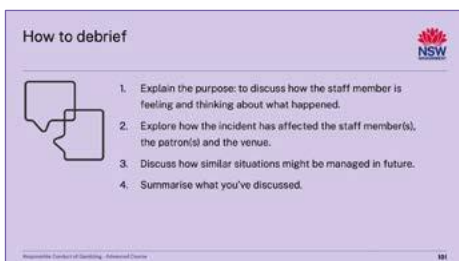 How to debrief
NSW
GOVERNMENT
1. Explain the purpose: to discuss how the staff member is
feeling and thinking about what happened.
2. Explore how the incident has affected the staff member(s),
the patron(s) and the venue.
3. Discuss how similar situations might be managed in future.
4. Summarise what you've discussed.
Responsible Conduct of Gambling - Advanced Course
101